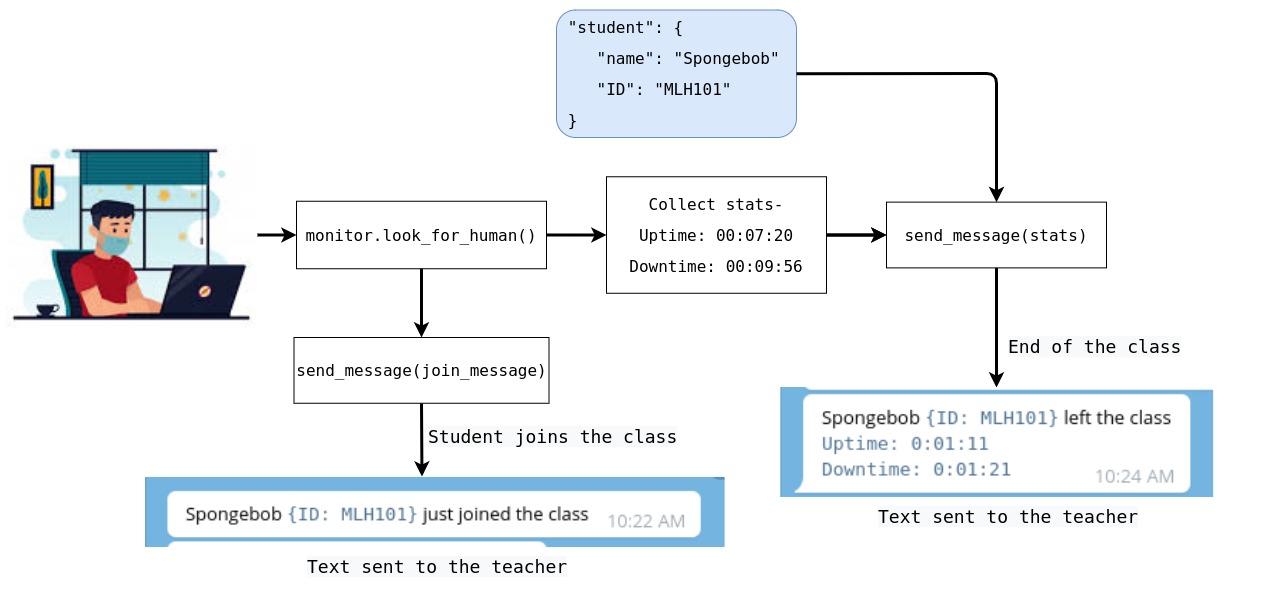 "student": {
"name": "Spongebob"
"ID": "MLH101"
}
monitor.look_for_human()
Collect stats-
Uptime: 00:07:20
Downtime: 00:09:56
send_message(stats)
send_message(join_message)
End of the class
Student joins the class
Spongebob {ID: MLH101} left the class
Uptime: 0:01:11
Downtime: 0:01:21
10:24 AM
Text sent to the teacher
Spongebob {ID: MLH101} just joined the class
10:22 AM
Text sent to the teacher